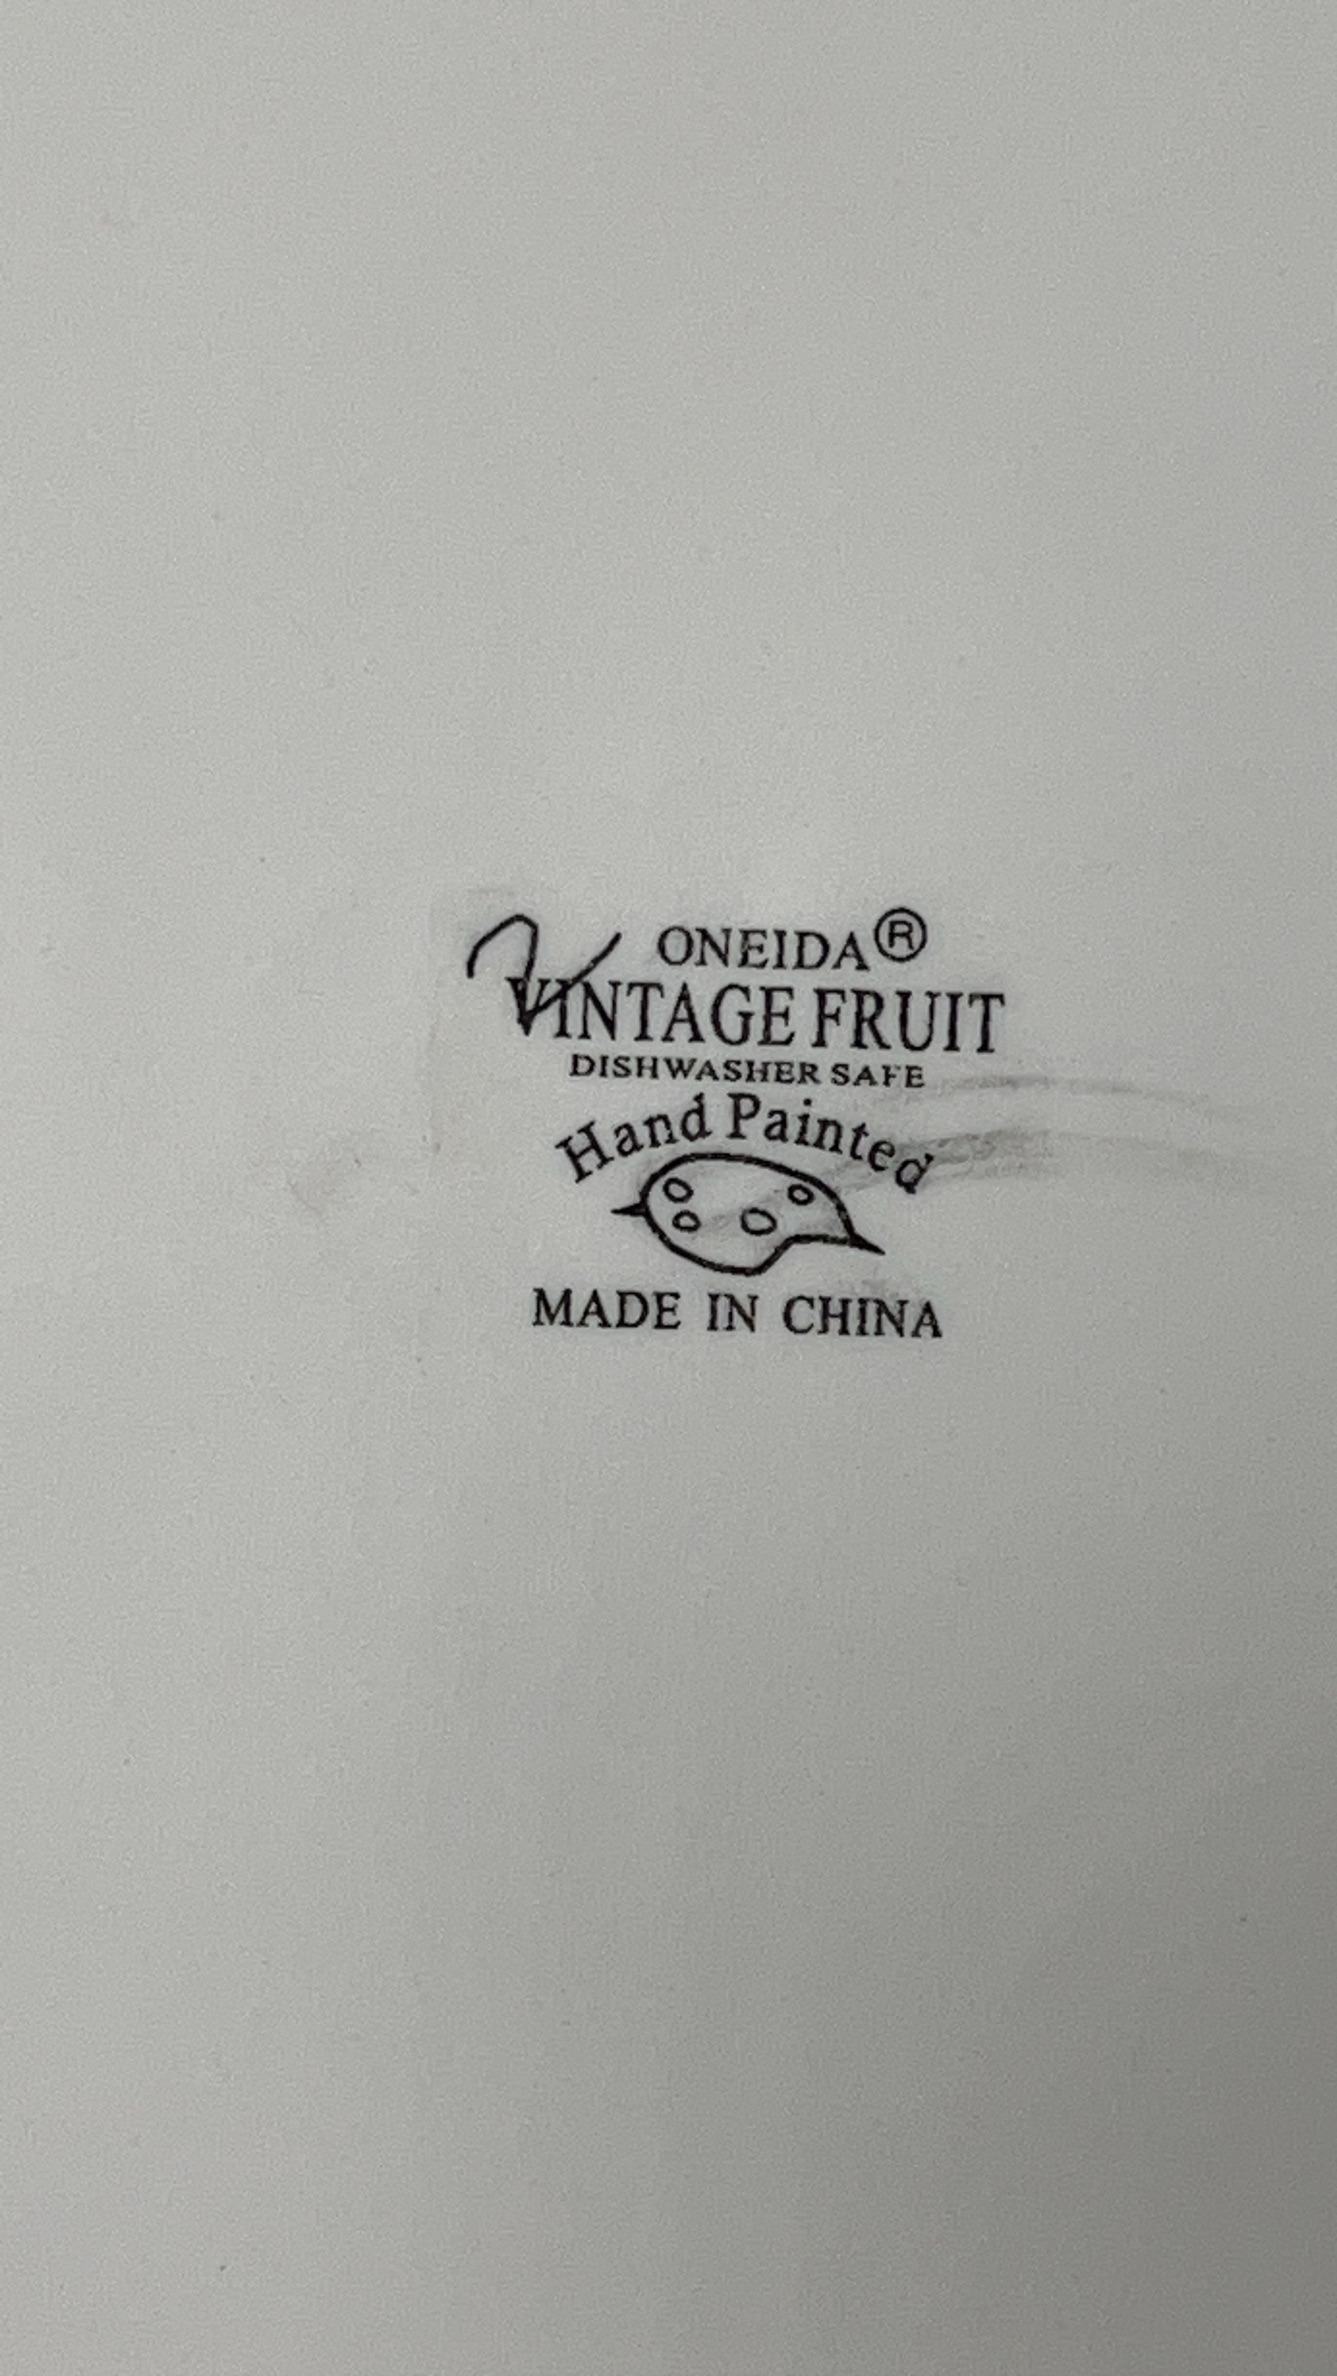 ONEIDA®
VINTAGE FRUIT
DISHWASHER SAFE
Hand Painted
MADE IN CHINA